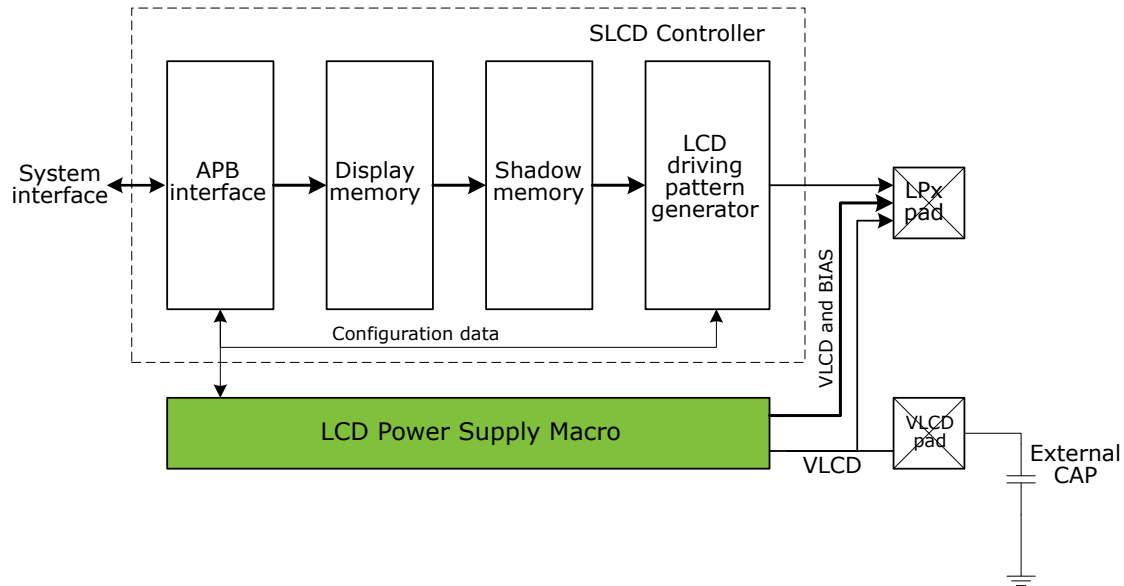 SLCD Controller
System
interface
APB
interface
Display
memory
Shadow
memory
LCD
driving
pattern
generator
LPx
pad
Configuration data
VLCD and BIAS
LCD Power Supply Macro
VLCD
VLCD
pad
External
CAP